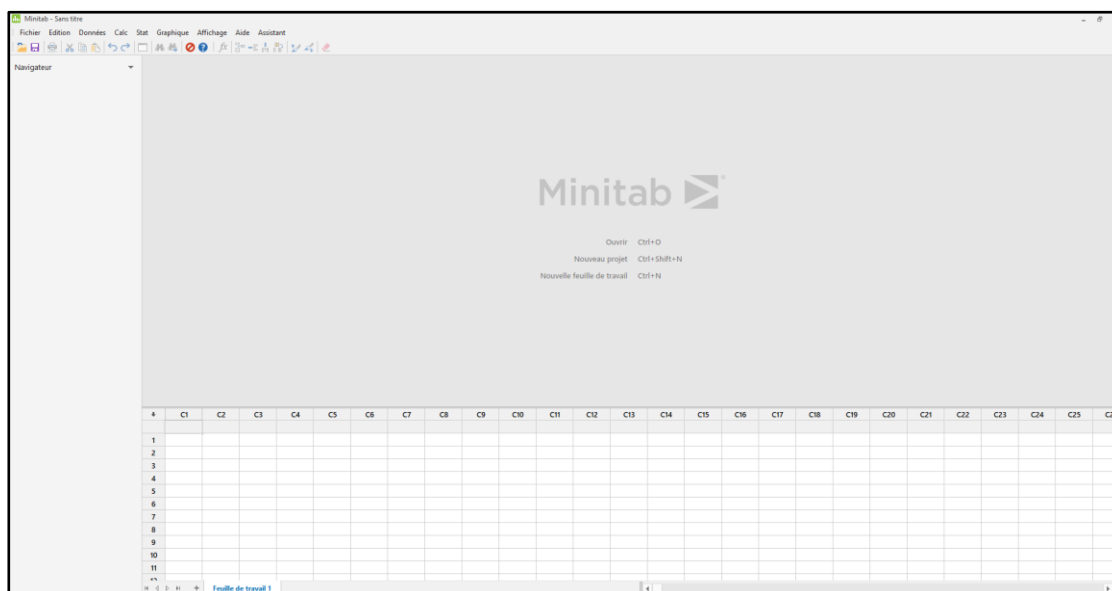 Minitab - Sans titre
Fichier Edition Données Calc Stat Graphique Affichage Aide Assistant
Navigateur
Minitab
Ouvrir Ctrl+O
Nouveau projet Ctrl+Shift+N
Nouvelle feuille de travail Ctrl+N
C1 C2 C3 C4 C5 C6 C7 C8 C9 C10 C11 C12 C13 C14 C15 C16 C17 C18 C19 C20 C21 C22 C23 C24 C25
1
2
3
4
5
6
7
8
9
10
11
Feuille de travail 1